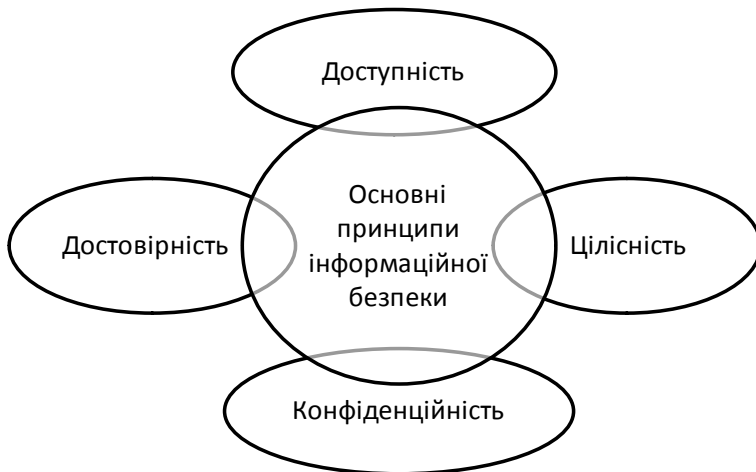 Доступність
Достовірність
Основні
принципи
інформаційної
безпеки
Цілісність
Конфіденційність